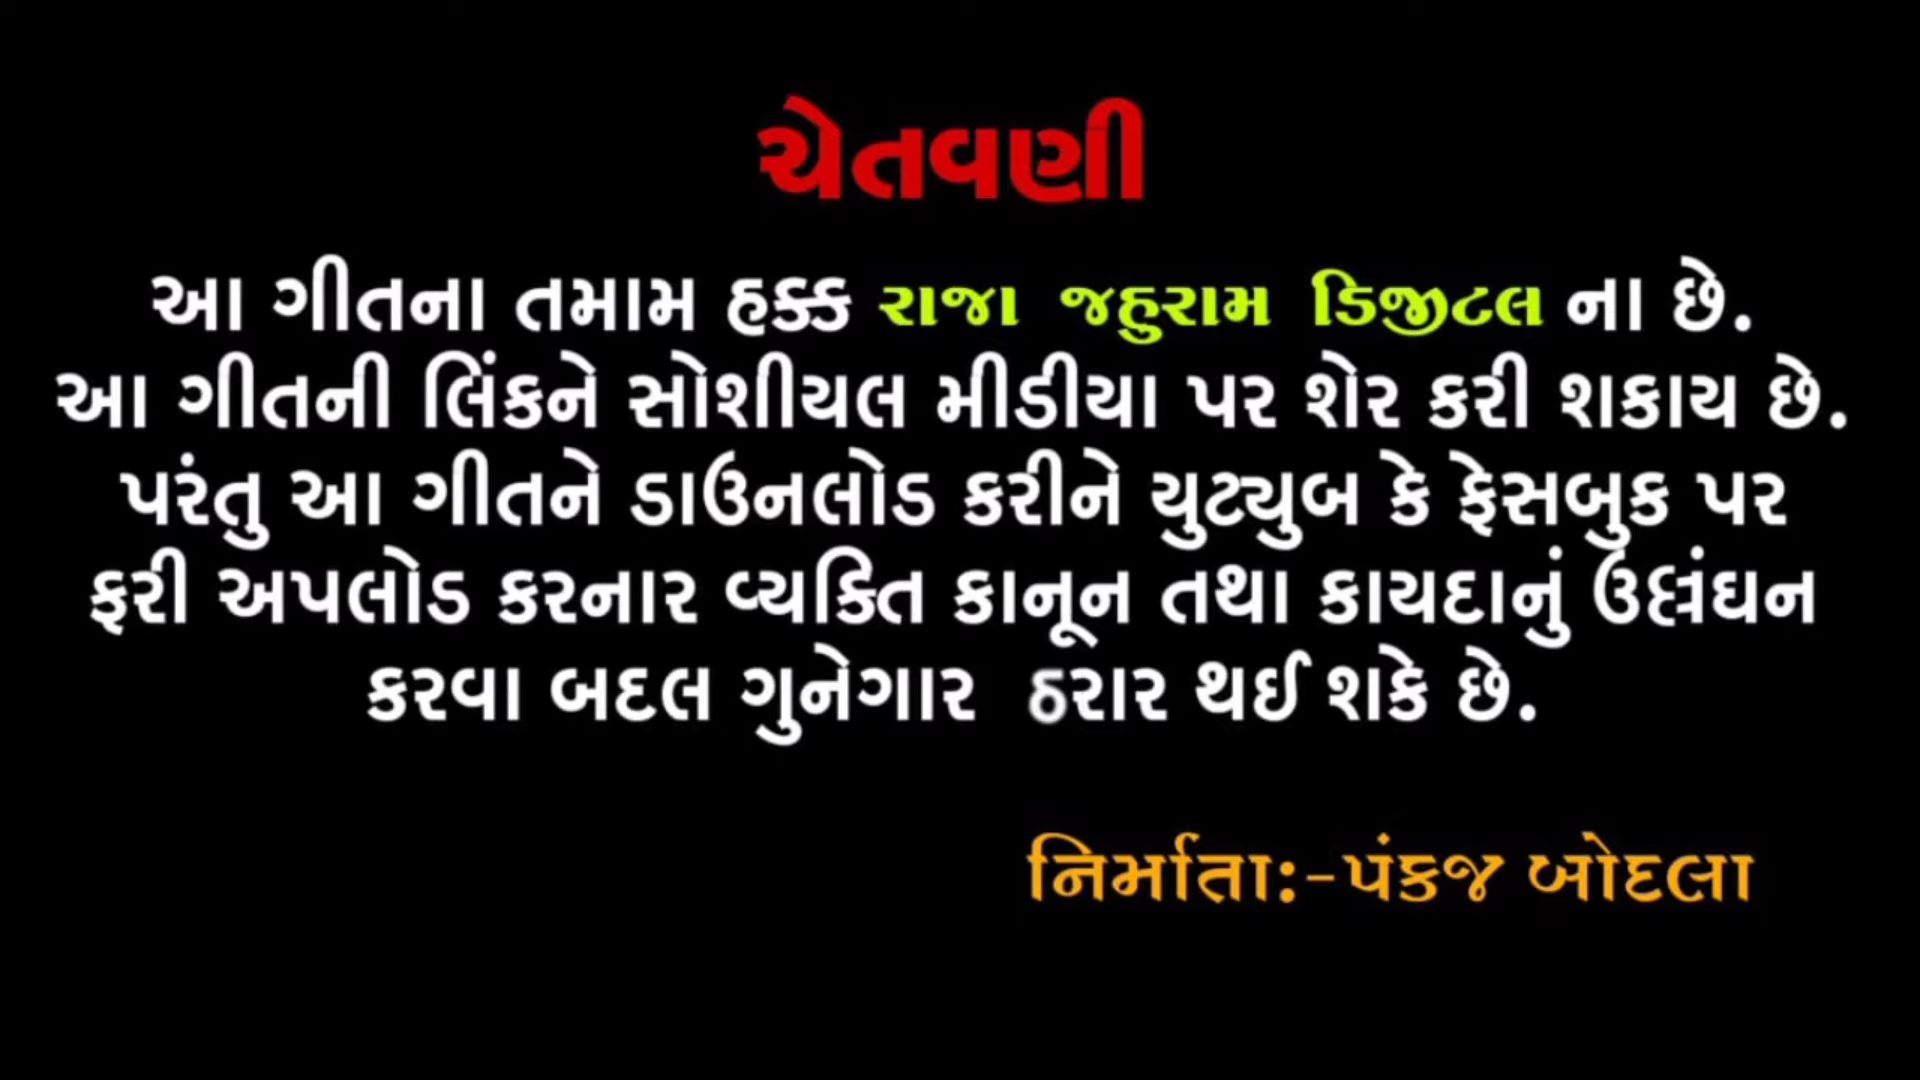 ચેતવણી
આ ગીતના તમામ હક્ક રાજા જહુરામ ડિજીટલ ના છે.
આ ગીતની લિંકને સોશીયલ મીડીયા પર શેર કરી શકાય છે.
પરંતુ આ ગીતને ડાઉનલોડ કરીને યુટ્યુબ કે ફેસબુક પર
ફરી અપલોડ કરનાર વ્યક્તિ કાનૂન તથા કાયદાનું ઉલ્લંઘન
કરવા બદલ ગુનેગાર ઠરાર થઈ શકે છે.
નિર્માતા:-પંકજ બોદલા